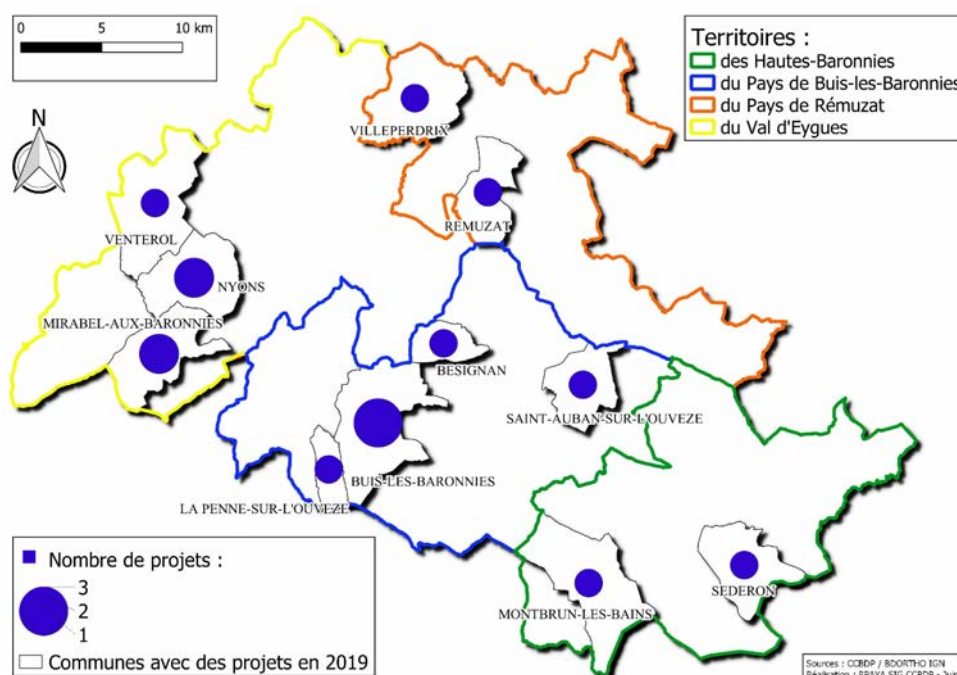 0 5 10 km
Territoires :
des Hautes-Baronnies
du Pays de Buis-les-Baronnies
du Pays de Rémuzat
du Val d'Eygues
N
VILLEPERDRIX
REMUZAT
VENTEROL
NYONS
MIRABEL-AUX-BARONNIES
BESIGNAN
SAINT-AUBAN-SUR-L'OUVEZE
BUIS-LES-BARONNIES
LA PENNE-SUR-L'OUVEZE
SEDERON
MONTBRUN-LES-BAINS
Nombre de projets :
3
2
1
Communes avec des projets en 2019
Sources : CCBDP / BDORTHO IGN